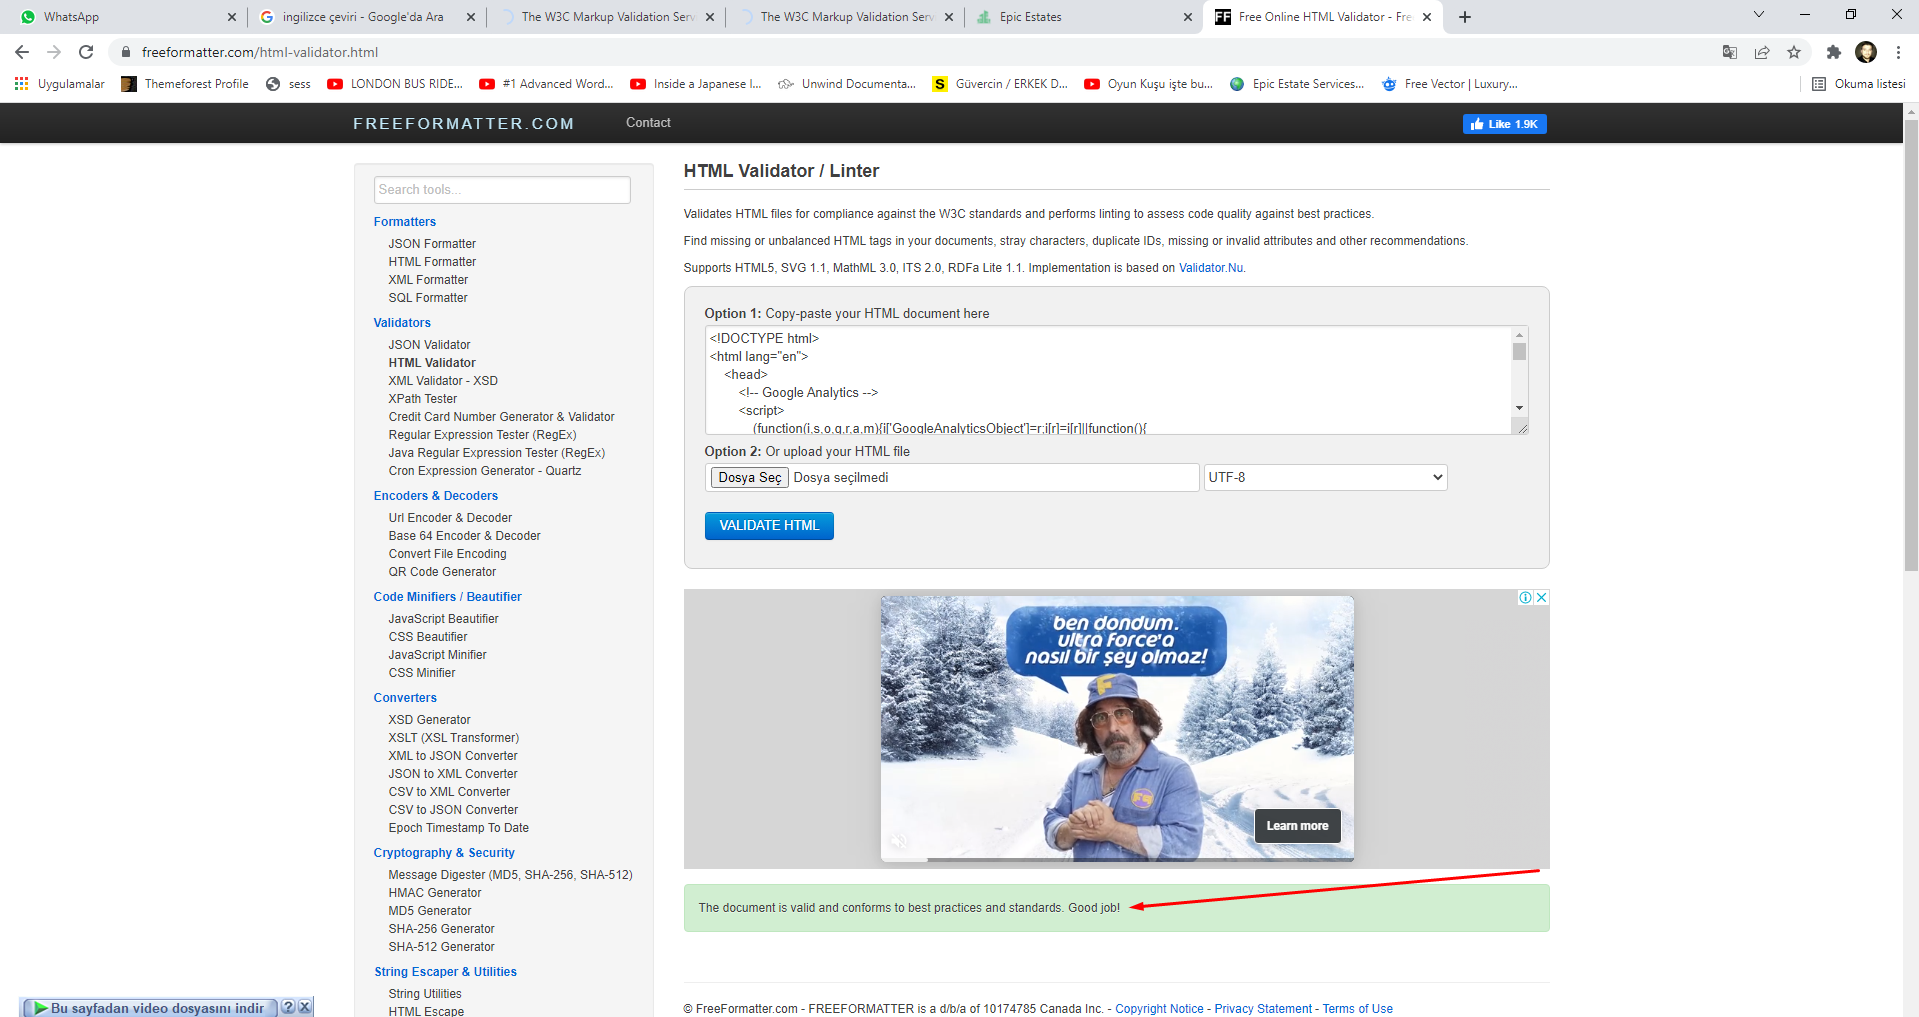 WhatsApp
ingilizce çeviri - Google'da Ara
The W3C Markup Validation Serv
The W3C Markup Validation Serv
Epic Estates
FF
Free Online HTML Validator - Fre
freeformatter.com/html-validator.html
Uygulamalar
Themeforest Profile
sess
LONDON BUS RIDE...
#1 Advanced Word...
Inside a Japanese l...
Unwind Documenta...
S
Güvercin / ERKEK D...
Oyun Kuşu işte bu...
Epic Estate Services...
Free Vector | Luxury...
Okuma listesi
FREEFORMATTER.COM
Contact
Like 1.9K
Search tools...
Formatters
JSON Formatter
HTML Formatter
XML Formatter
SQL Formatter
Validators
JSON Validator
HTML Validator
XML Validator - XSD
XPath Tester
Credit Card Number Generator & Validator
Regular Expression Tester (RegEx)
Java Regular Expression Tester (RegEx)
Cron Expression Generator - Quartz
Encoders & Decoders
Url Encoder & Decoder
Base 64 Encoder & Decoder
Convert File Encoding
QR Code Generator
Code Minifiers / Beautifier
JavaScript Beautifier
CSS Beautifier
JavaScript Minifier
CSS Minifier
Converters
XSD Generator
XSLT (XSL Transformer)
XML to JSON Converter
JSON to XML Converter
CSV to XML Converter
CSV to JSON Converter
Epoch Timestamp To Date
Cryptography & Security
Message Digester (MD5, SHA-256, SHA-512)
HMAC Generator
MD5 Generator
SHA-256 Generator
SHA-512 Generator
String Escaper & Utilities
String Utilities
HTML Escape
HTML Validator / Linter
Validates HTML files for compliance against the W3C standards and performs linting to assess code quality against best practices.
Find missing or unbalanced HTML tags in your documents, stray characters, duplicate IDs, missing or invalid attributes and other recommendations.
Supports HTML5, SVG 1.1, MathML 3.0, ITS 2.0, RDFa Lite 1.1. Implementation is based on Validator.Nu.
Option 1: Copy-paste your HTML document here
<!DOCTYPE html>
<html lang="en">
<head>
<!-- Google Analytics -->
<script>
(function(i,s,o,g,r,a,m){i['GoogleAnalyticsObject']=r;i[r]=i[r]||function(){
Option 2: Or upload your HTML file
Dosya Seç Dosya seçilmedi
UTF-8
VALIDATE HTML
ben dondum.
ultra Force'a
nasıl bir şey olmaz!
F
Learn more
The document is valid and conforms to best practices and standards. Good job!
© FreeFormatter.com - FREEFORMATTER is a d/b/a of 10174785 Canada Inc. - Copyright Notice - Privacy Statement - Terms of Use
Bu sayfadan video dosyasını indir